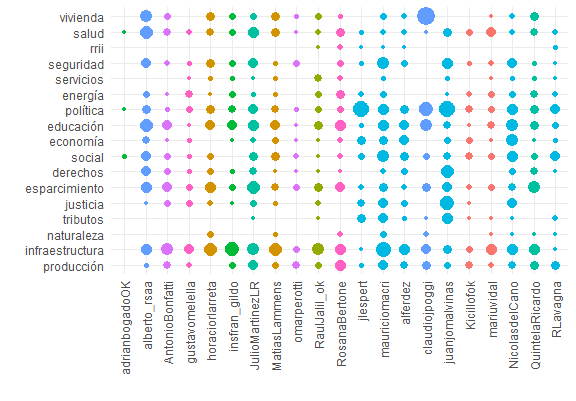 vivienda
salud
rrii
seguridad
servicios
energía
política
educación
economía
social
derechos
esparcimiento
justicia
tributos
naturaleza
infraestructura
producción
adrianbogadoOK
alberto_rsaa
AntonioBonfatti
gustavomelella
horaciorlarreta
insfran_gildo
JulioMartinezLR
MatiasLammens
omarperotti
RaulJalil_ok
RosanaBertone
jlespert
mauriciomacri
alferdez
claudiojpoggi
juanjomalvinas
Kicillofok
mariuvidal
NicolasdelCano
QuintelaRicardo
RLavagna